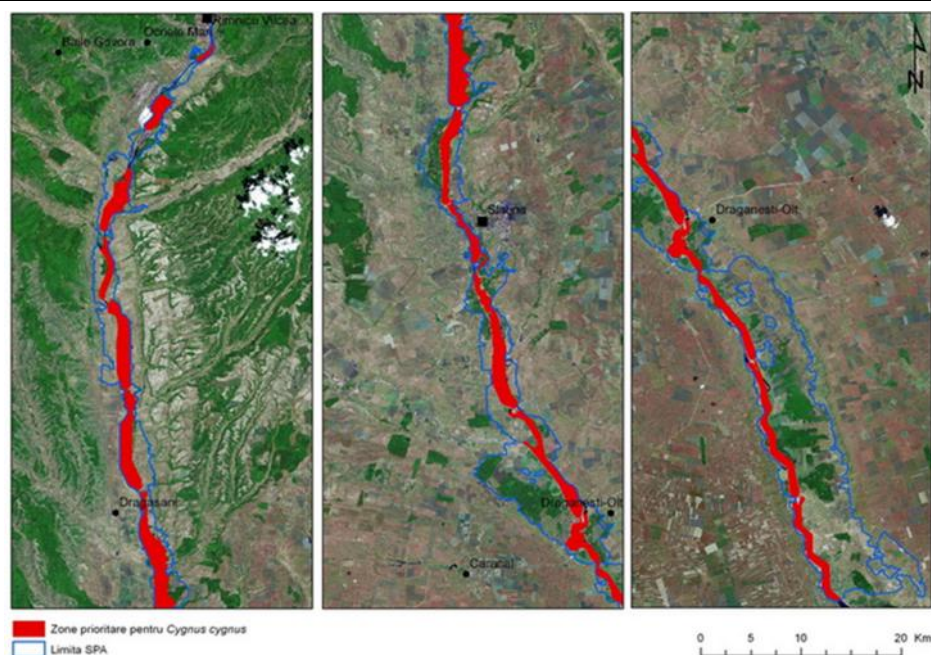 Rimnicu Vilcea
Ocnele Mari
Baile Govora
Dragasani
Slatina
Draganesti-Olt
Caracal
Draganesti-Olt
N
Zone prioritare pentru Cygnus cygnus
Limita SPA
0 5 10 20 Km